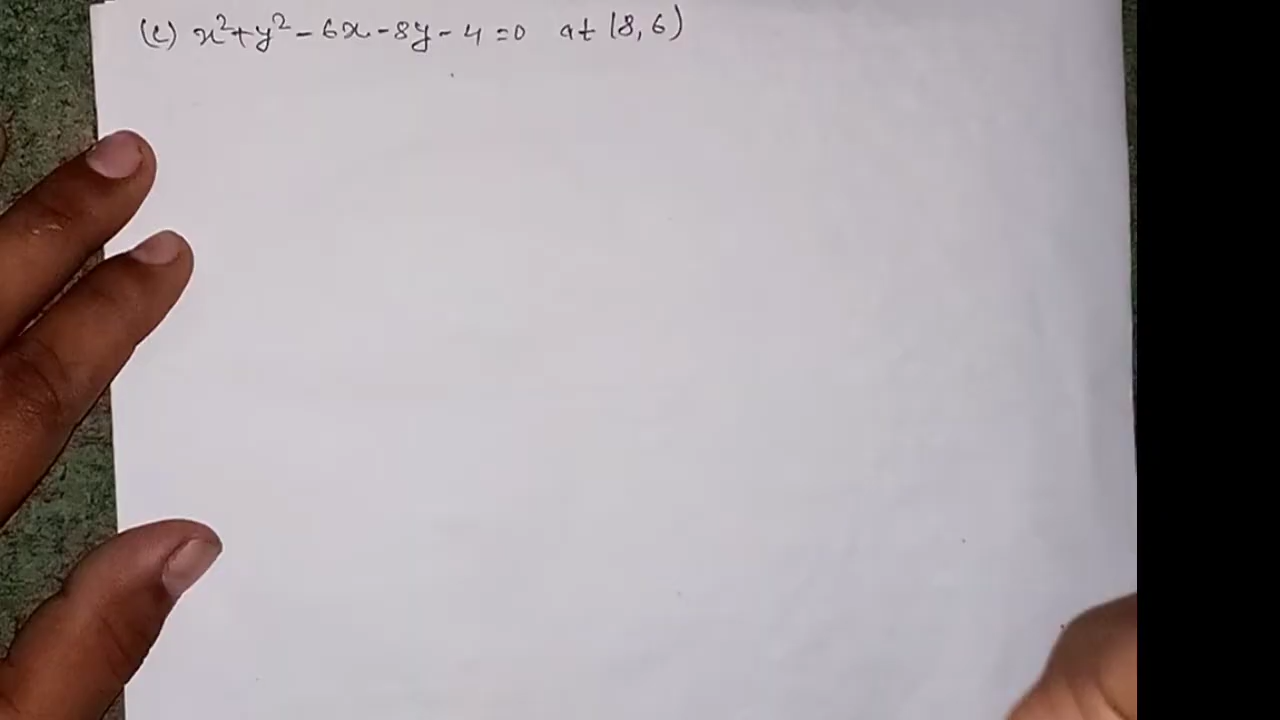 (c) x²+y² - 6x - 8y - 4 = 0 at (8, 6)